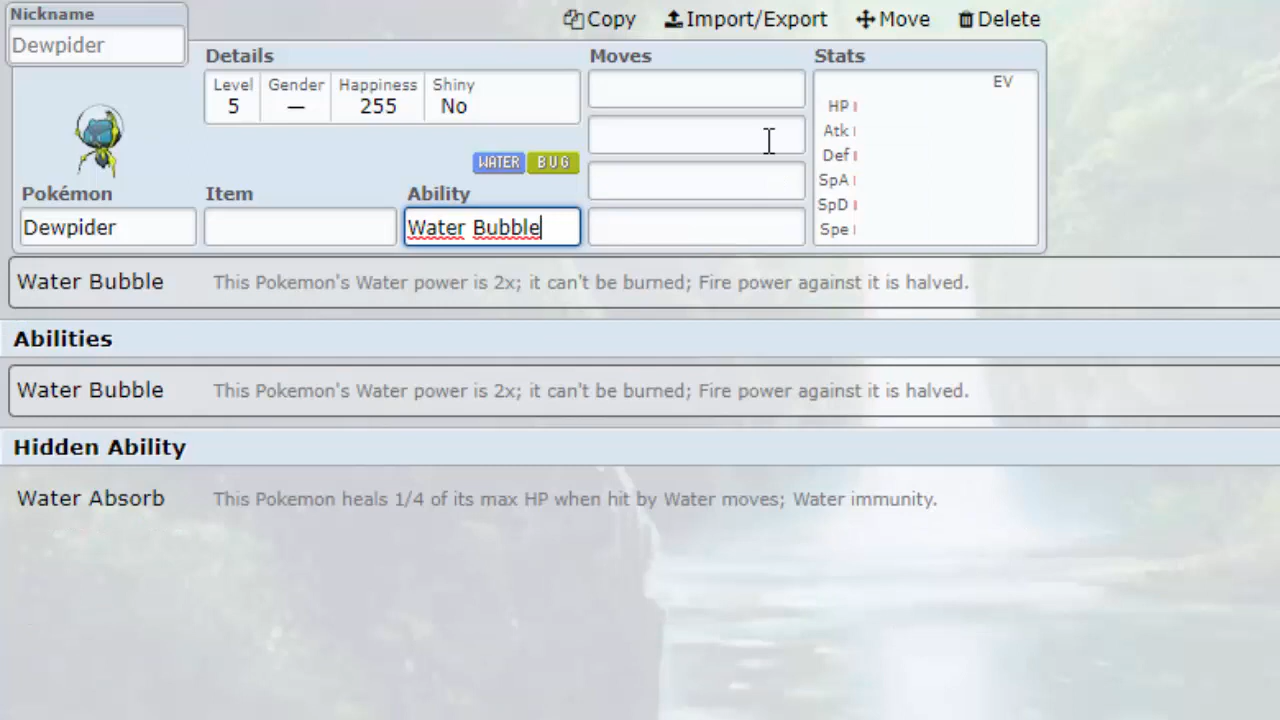 Nickname
Dewpider
Copy Import/Export Move Delete
Details
Level Gender Happiness Shiny
5 — 255 No
WATER BUG
Pokémon Item Ability
Dewpider Water Bubble
Moves
Stats
EV
HP
Atk
Def
SpA
SpD
Spe
Water Bubble This Pokemon's Water power is 2x; it can't be burned; Fire power against it is halved.
Abilities
Water Bubble This Pokemon's Water power is 2x; it can't be burned; Fire power against it is halved.
Hidden Ability
Water Absorb This Pokemon heals 1/4 of its max HP when hit by Water moves; Water immunity.